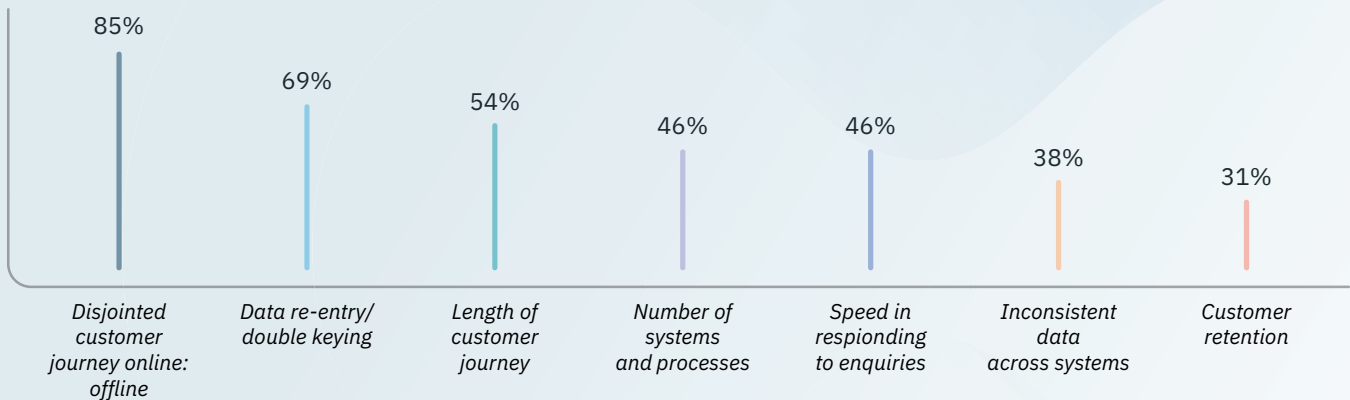 85%
69%
54%
46%
46%
38%
31%
Disjointed
customer
journey online:
offline
Data re-entry/
double keying
Length of
customer
journey
Number of
systems
and processes
Speed in
respionding
to enquiries
Inconsistent
data
across systems
Customer
retention